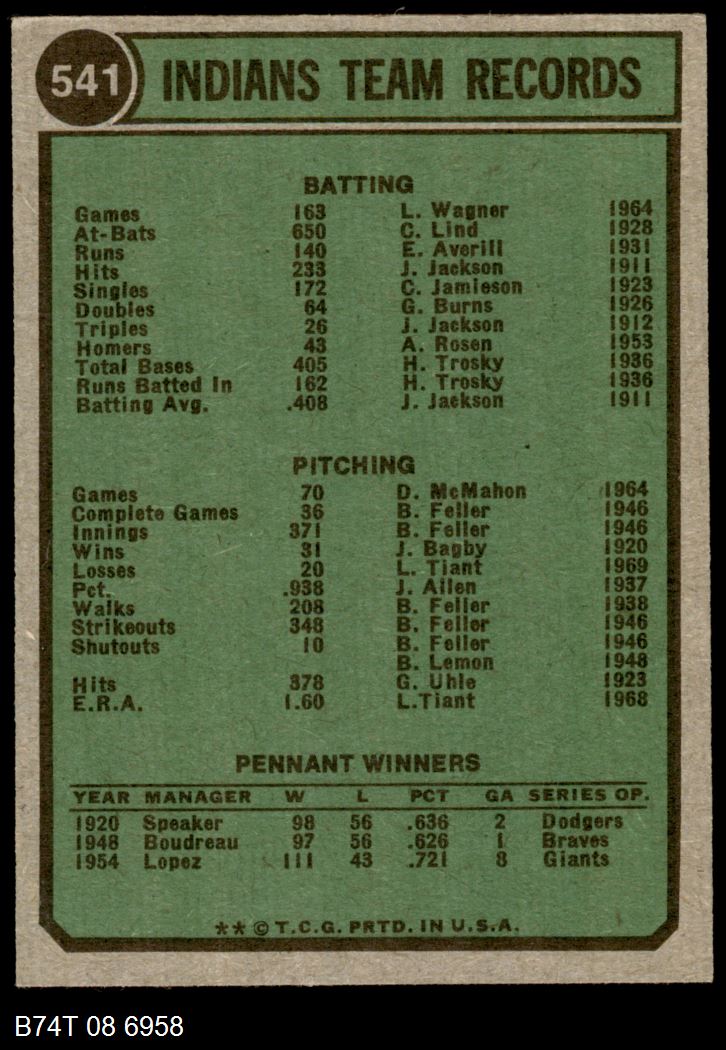 541 INDIANS TEAM RECORDS
BATTING
Games 163 L. Wagner 1964
At-Bats 650 C. Lind 1928
Runs 140 E. Averill 1931
Hits 233 J. Jackson 1911
Singles 172 C. Jamieson 1923
Doubles 64 G. Burns 1926
Triples 26 J. Jackson 1912
Homers 43 A. Rosen 1953
Total Bases 405 H. Trosky 1936
Runs Batted In 162 H. Trosky 1936
Batting Avg. .408 J. Jackson 1911
PITCHING
Games 70 D. McMahon 1964
Complete Games 36 B. Feller 1946
Innings 371 B. Feller 1946
Wins 31 J. Bagby 1920
Losses 20 L. Tiant 1969
Pct. .938 J. Allen 1937
Walks 208 B. Feller 1938
Strikeouts 348 B. Feller 1946
Shutouts 10 B. Feller 1946
B. Lemon 1948
Hits 378 G. Uhle 1923
E.R.A. 1.60 L.Tiant 1968
PENNANT WINNERS
YEAR MANAGER W L PCT GA SERIES OP.
1920 Speaker 98 56 .636 2 Dodgers
1948 Boudreau 97 56 .626 1 Braves
1954 Lopez 111 43 .721 8 Giants
** © T.C.G. PRTD. IN U.S.A.
B74T 08 6958